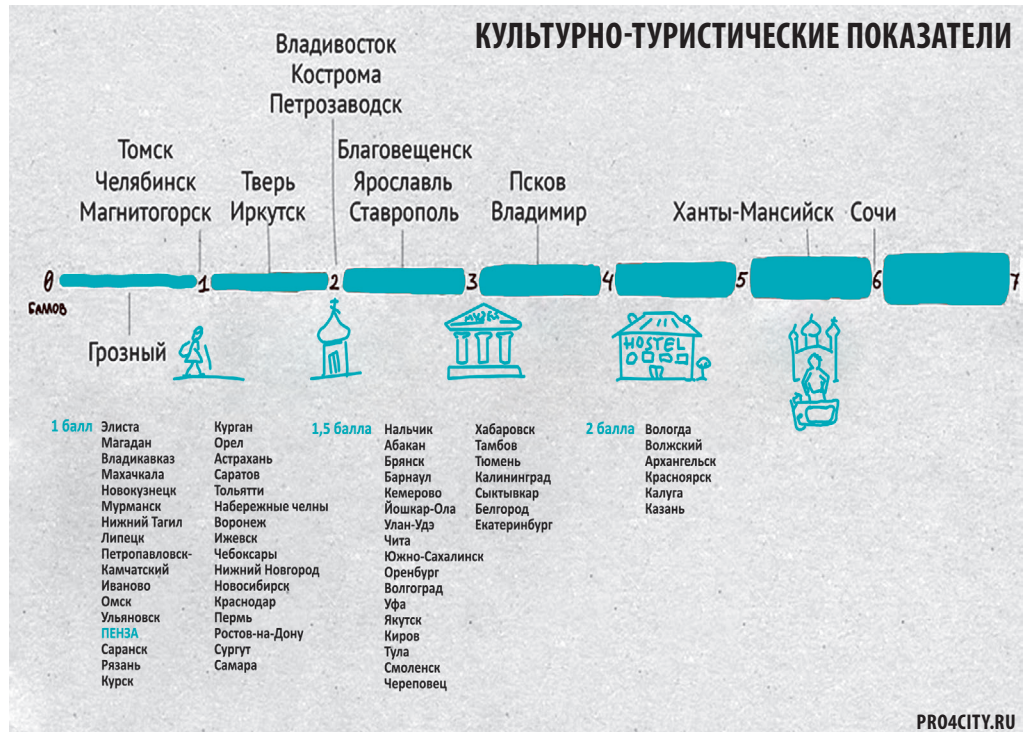 КУЛЬТУРНО-ТУРИСТИЧЕСКИЕ ПОКАЗАТЕЛИ
Владивосток
Кострома
Петрозаводск
Томск
Челябинск
Магнитогорск
Тверь
Иркутск
Благовещенск
Ярославль
Ставрополь
Псков
Владимир
Ханты-Мансийск
Сочи
0 1 2 3 4 5 6 7
БАЛЛОВ
Грозный
МУЗЕЙ
HOSTEL
1 балл
Элиста
Магадан
Владикавказ
Махачкала
Новокузнецк
Мурманск
Нижний Тагил
Липецк
Петропавловск-
Камчатский
Иваново
Омск
Ульяновск
ПЕНЗА
Саранск
Рязань
Курск
Курган
Орел
Астрахань
Саратов
Тольятти
Набережные челны
Воронеж
Ижевск
Чебоксары
Нижний Новгород
Новосибирск
Краснодар
Пермь
Ростов-на-Дону
Сургут
Самара
1,5 балла
Нальчик
Абакан
Брянск
Барнаул
Кемерово
Йошкар-Ола
Улан-Удэ
Чита
Южно-Сахалинск
Оренбург
Волгоград
Уфа
Якутск
Киров
Тула
Смоленск
Череповец
Хабаровск
Тамбов
Тюмень
Калининград
Сыктывкар
Белгород
Екатеринбург
2 балла
Вологда
Волжский
Архангельск
Красноярск
Калуга
Казань
PRO4CITY.RU